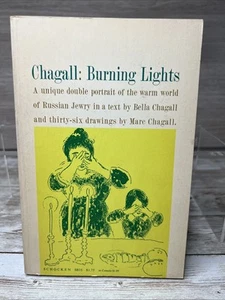 Chagall: Burning Lights
A unique double portrait of the warm world
of Russian Jewry in a text by Bella Chagall
and thirty-six drawings by Marc Chagall.
SCHOCKEN